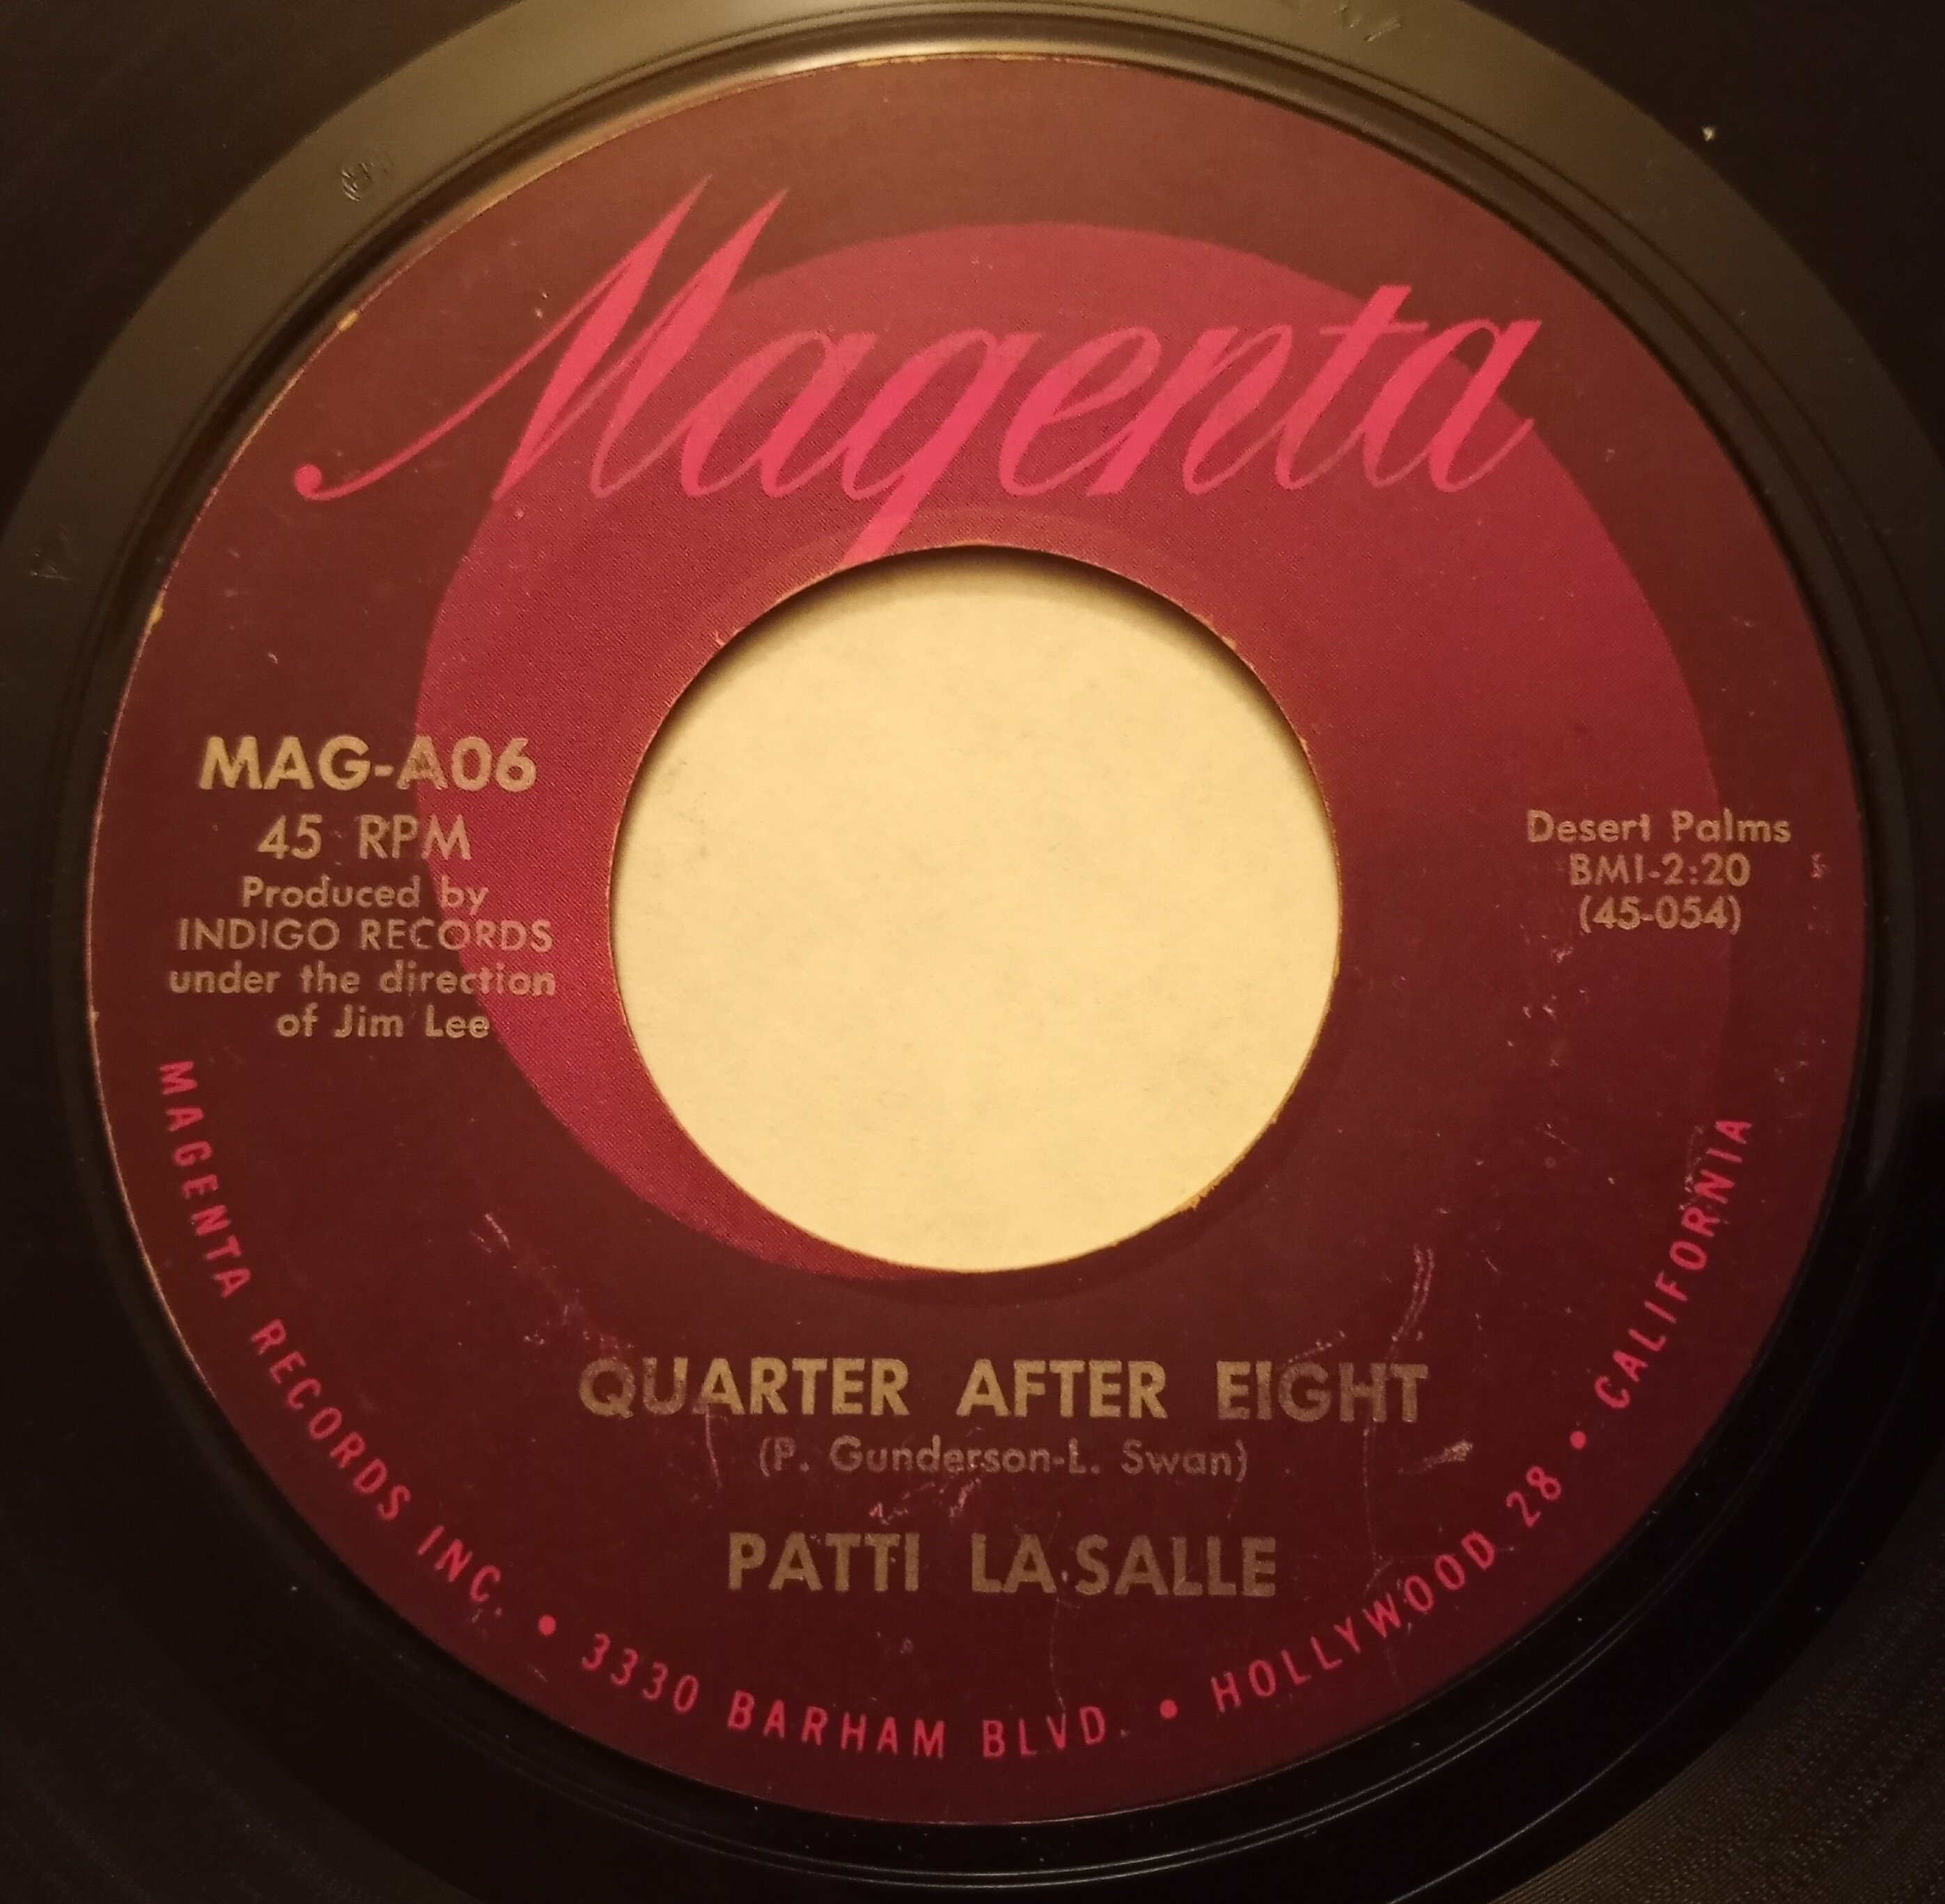 Magenta
MAG-A06
45 RPM
Produced by
INDIGO RECORDS
under the direction
of Jim Lee
Desert Palms
BMI-2:20
(45-054)
QUARTER AFTER EIGHT
(P. Gunderson-L. Swan)
PATTI LA SALLE
MAGENTA RECORDS INC. • 3330 BARHAM BLVD. • HOLLYWOOD 28 • CALIFORNIA